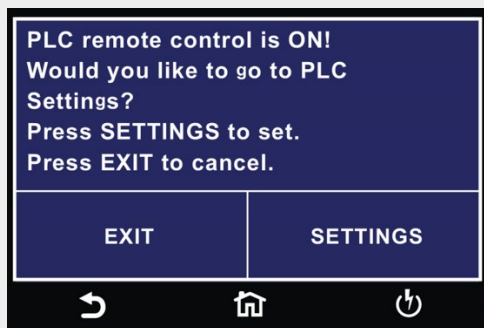 PLC remote control is ON!
Would you like to go to PLC
Settings?
Press SETTINGS to set.
Press EXIT to cancel.
EXIT
SETTINGS